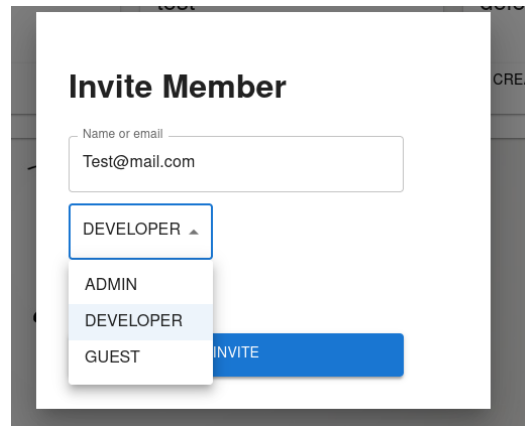 Invite Member
Name or email
Test@mail.com
DEVELOPER
ADMIN
DEVELOPER
GUEST
INVITE